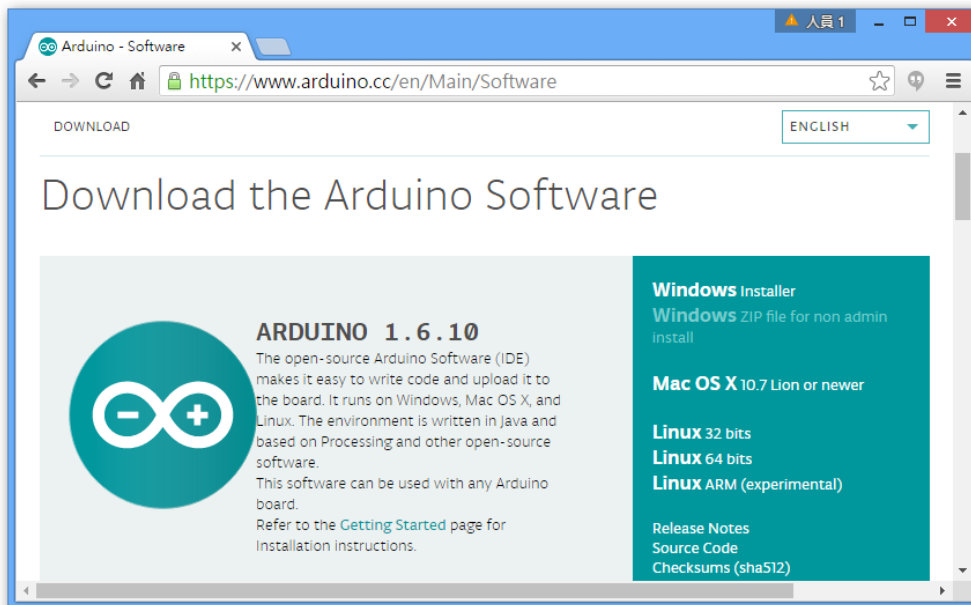 人員 1
Arduino - Software
https://www.arduino.cc/en/Main/Software
DOWNLOAD
ENGLISH
Download the Arduino Software
ARDUINO 1.6.10
The open-source Arduino Software (IDE)
makes it easy to write code and upload it to
the board. It runs on Windows, Mac OS X, and
Linux. The environment is written in Java and
based on Processing and other open-source
software.
This software can be used with any Arduino
board.
Refer to the Getting Started page for
Installation instructions.
Windows Installer
Windows ZIP file for non admin
install
Mac OS X 10.7 Lion or newer
Linux 32 bits
Linux 64 bits
Linux ARM (experimental)
Release Notes
Source Code
Checksums (sha512)